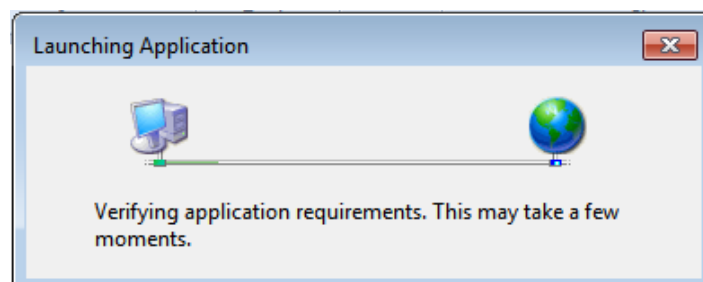 Launching Application
Verifying application requirements. This may take a few
moments.